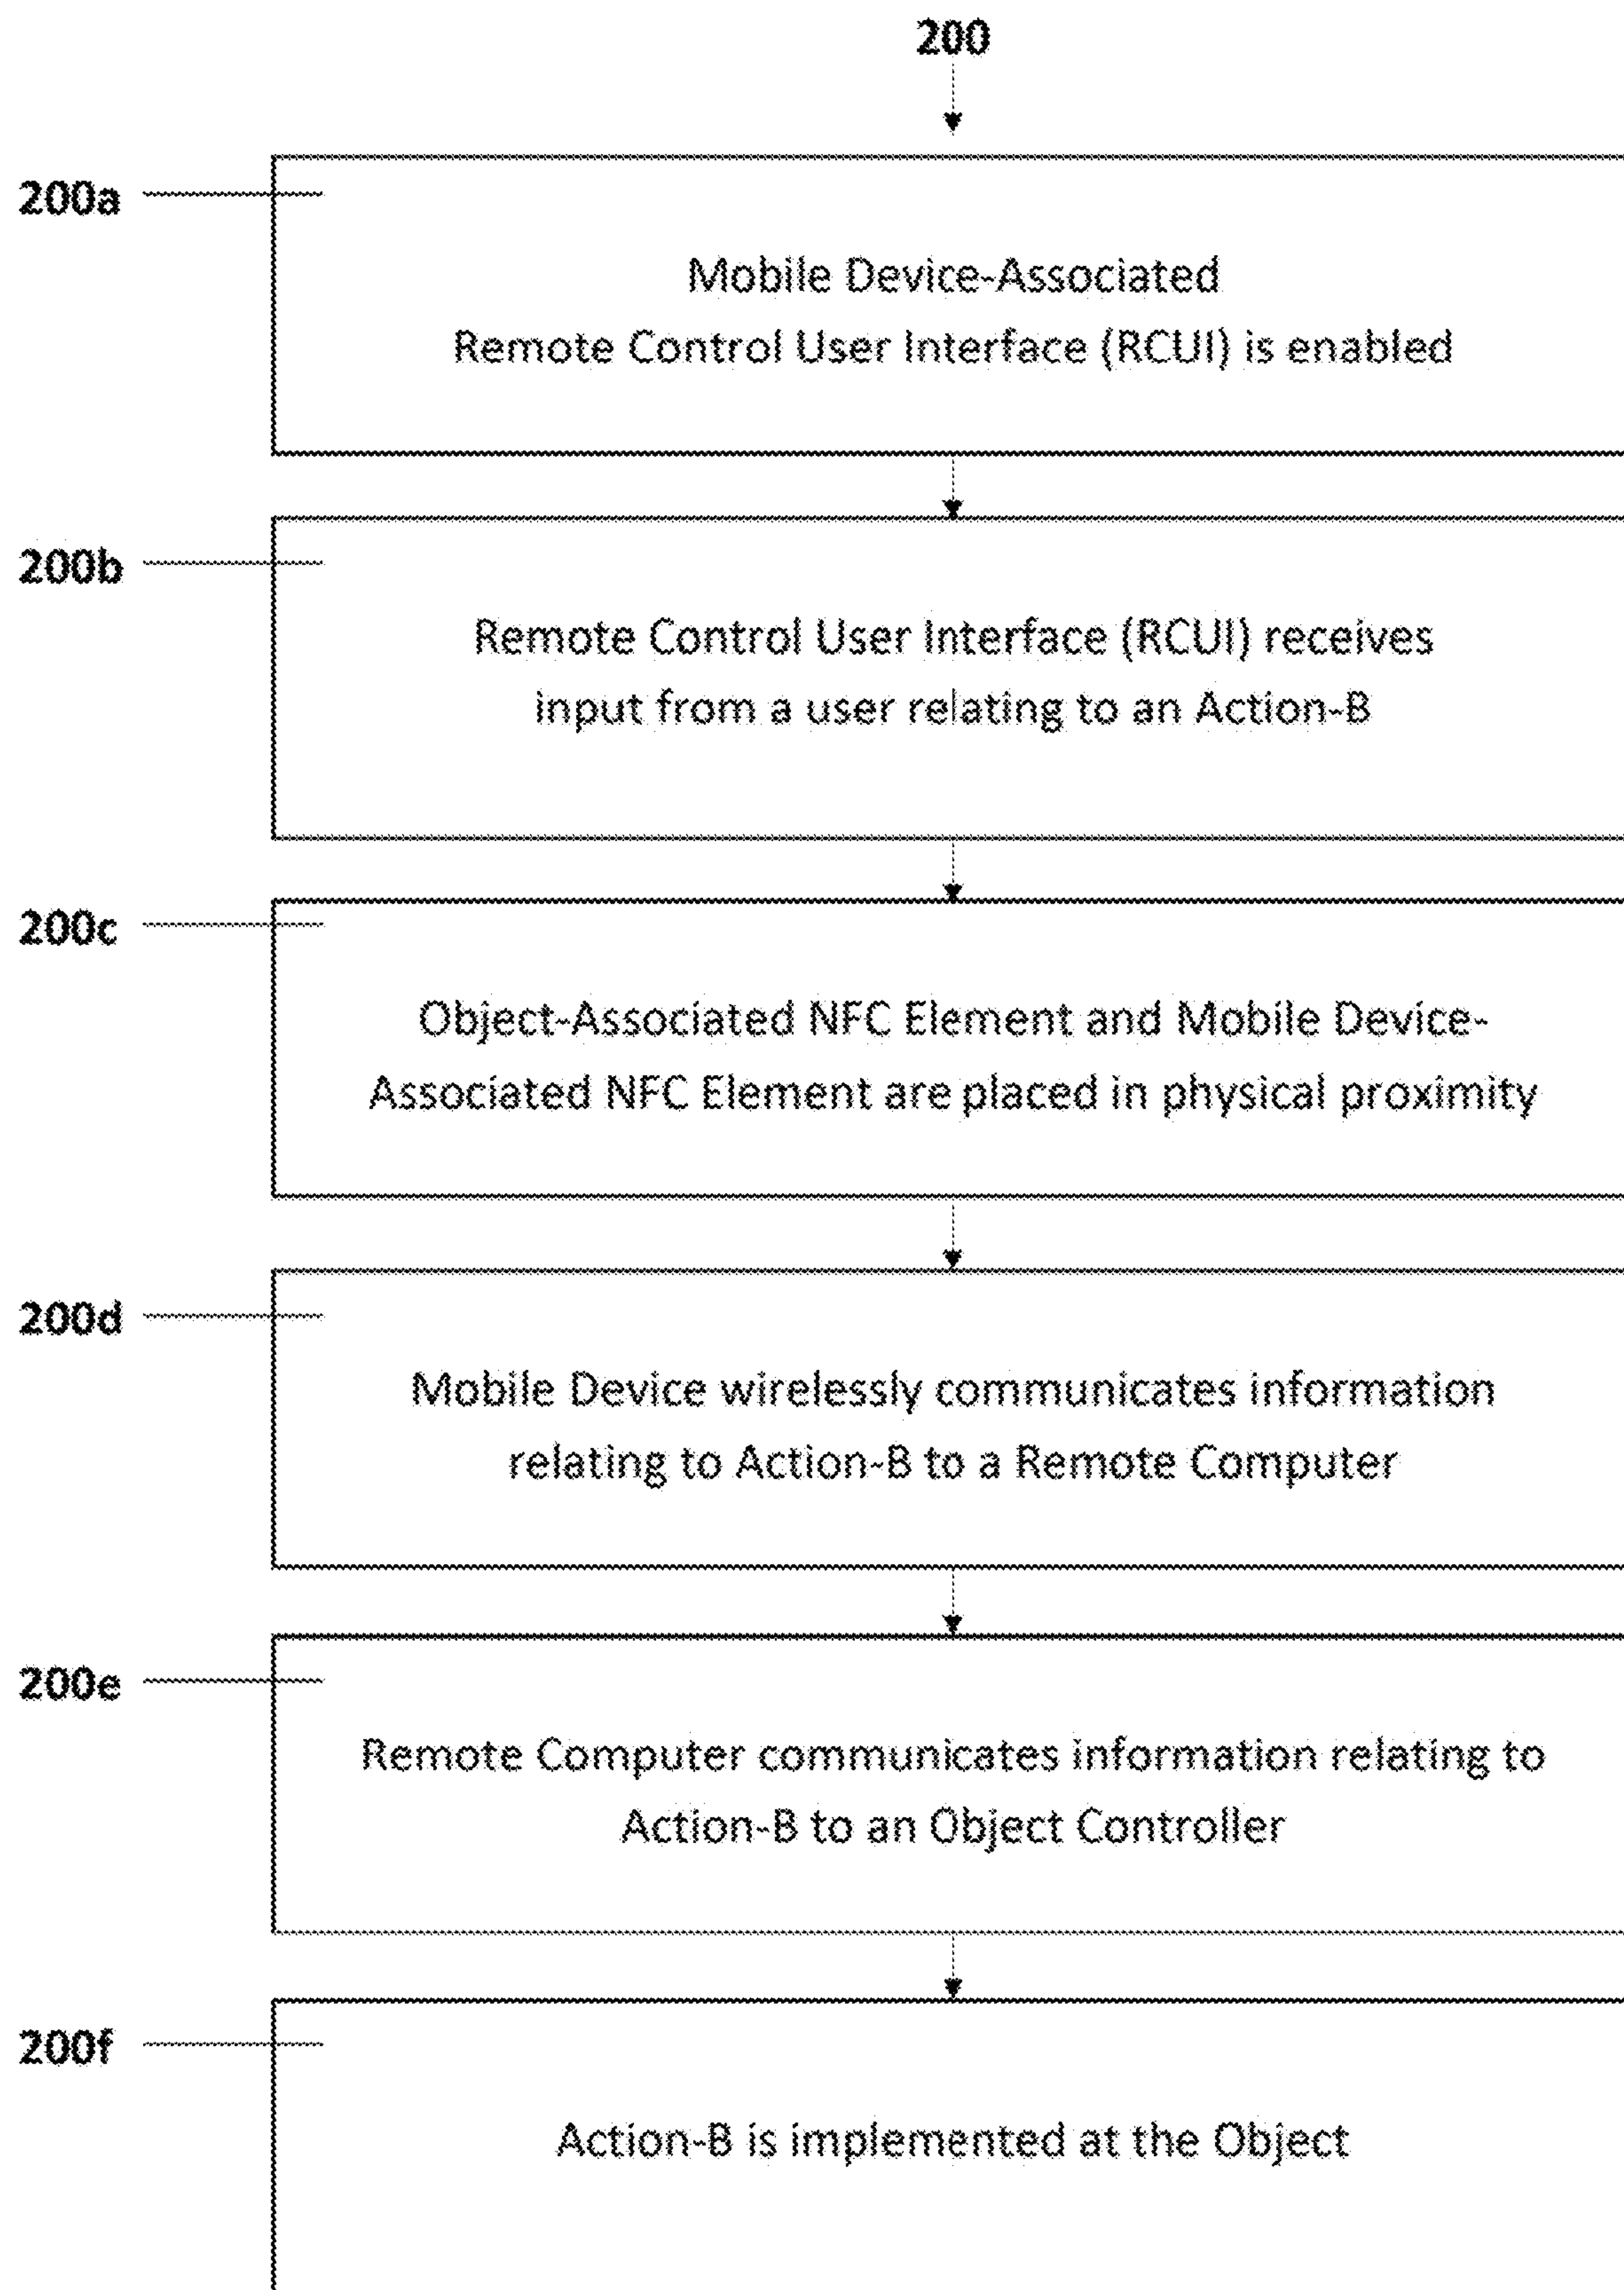 200
200a
Mobile Device-Associated
Remote Control User Interface (RCUI) is enabled
200b
Remote Control User Interface (RCUI) receives
input from a user relating to an Action-B
200c
Object-Associated NFC Element and Mobile Device-
Associated NFC Element are placed in physical proximity
200d
Mobile Device wirelessly communicates information
relating to Action-B to a Remote Computer
200e
Remote Computer communicates information relating to
Action-B to an Object Controller
200f
Action-B is implemented at the Object